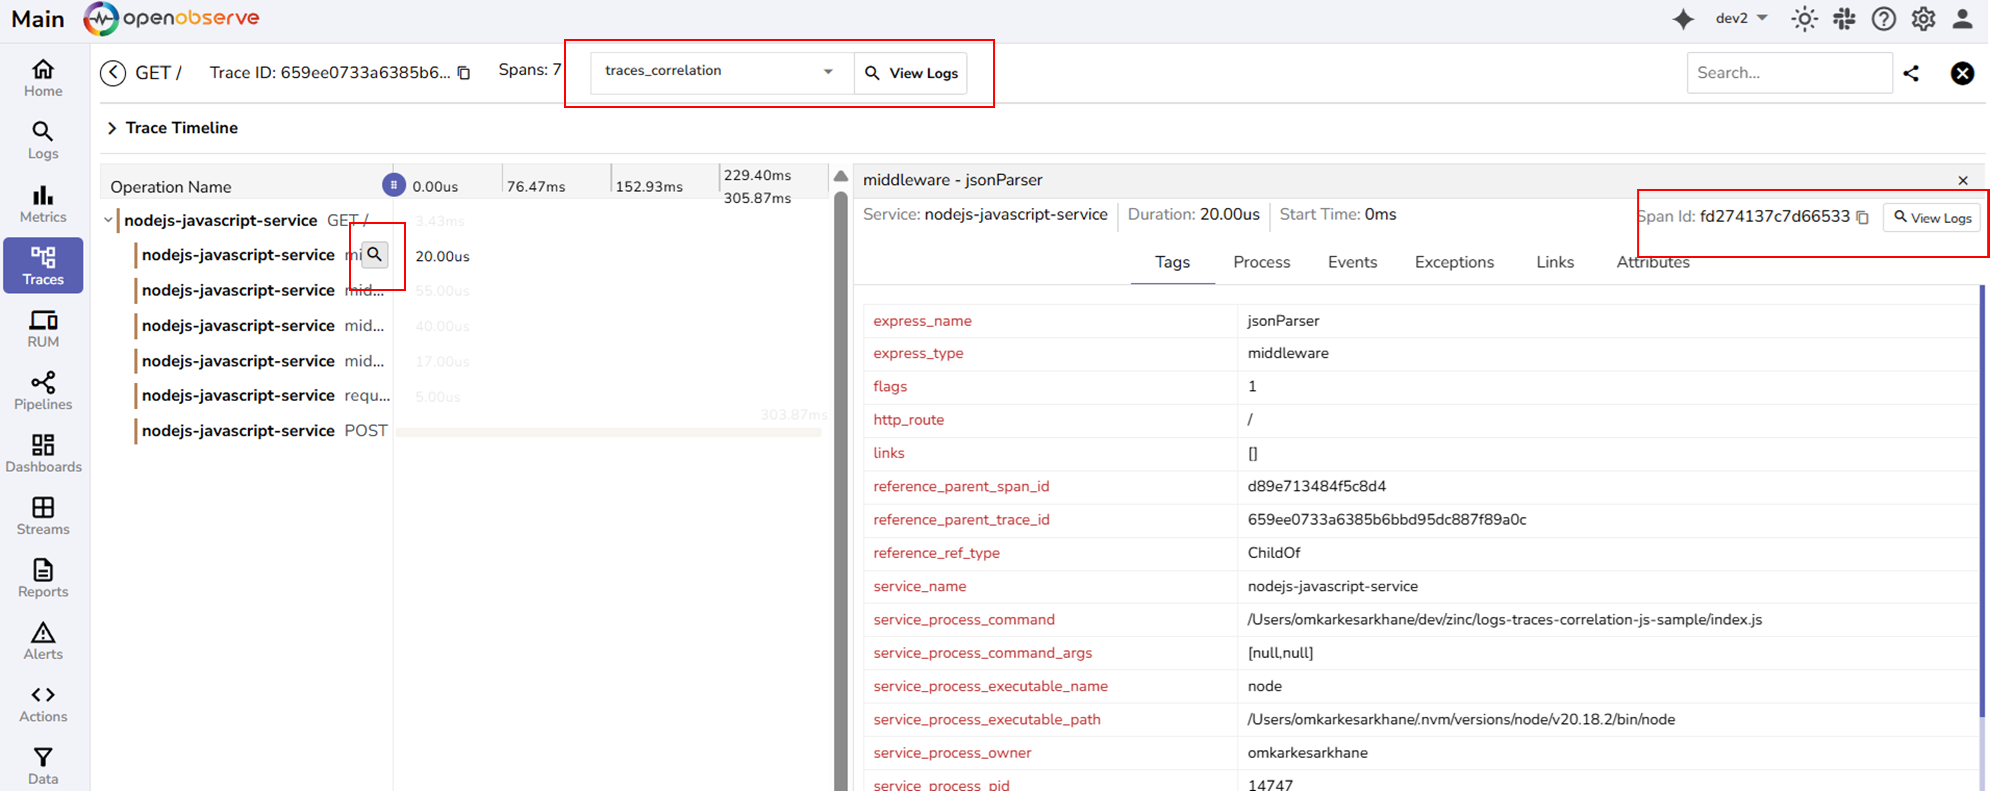 Main openobserve dev2
GET / Trace ID: 659ee0733a6385b6... Spans: 7 traces_correlation View Logs Search...
Trace Timeline
Home
Logs
Metrics
Traces
RUM
Pipelines
Dashboards
Streams
Reports
Alerts
Actions
Data
Operation Name 0.00us 76.47ms 152.93ms 229.40ms
305.87ms
nodejs-javascript-service GET / 3.43ms
nodejs-javascript-service mi 20.00us
nodejs-javascript-service mid... 55.00us
nodejs-javascript-service mid... 40.00us
nodejs-javascript-service mid... 17.00us
nodejs-javascript-service requ... 5.00us
303.87ms
nodejs-javascript-service POST
middleware - jsonParser
Service: nodejs-javascript-service Duration: 20.00us Start Time: 0ms Span Id: fd274137c7d66533 View Logs
Tags Process Events Exceptions Links Attributes
express_name jsonParser
express_type middleware
flags 1
http_route /
links []
reference_parent_span_id d89e713484f5c8d4
reference_parent_trace_id 659ee0733a6385b6bbd95dc887f89a0c
reference_ref_type ChildOf
service_name nodejs-javascript-service
service_process_command /Users/omkarkesarkhane/dev/zinc/logs-traces-correlation-js-sample/index.js
service_process_command_args [null,null]
service_process_executable_name node
service_process_executable_path /Users/omkarkesarkhane/.nvm/versions/node/v20.18.2/bin/node
service_process_owner omkarkesarkhane
service_process_pid 14747